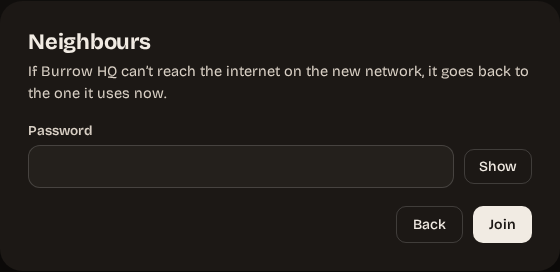 Neighbours
If Burrow HQ can't reach the internet on the new network, it goes back to
the one it uses now.
Password
Show
Back
Join